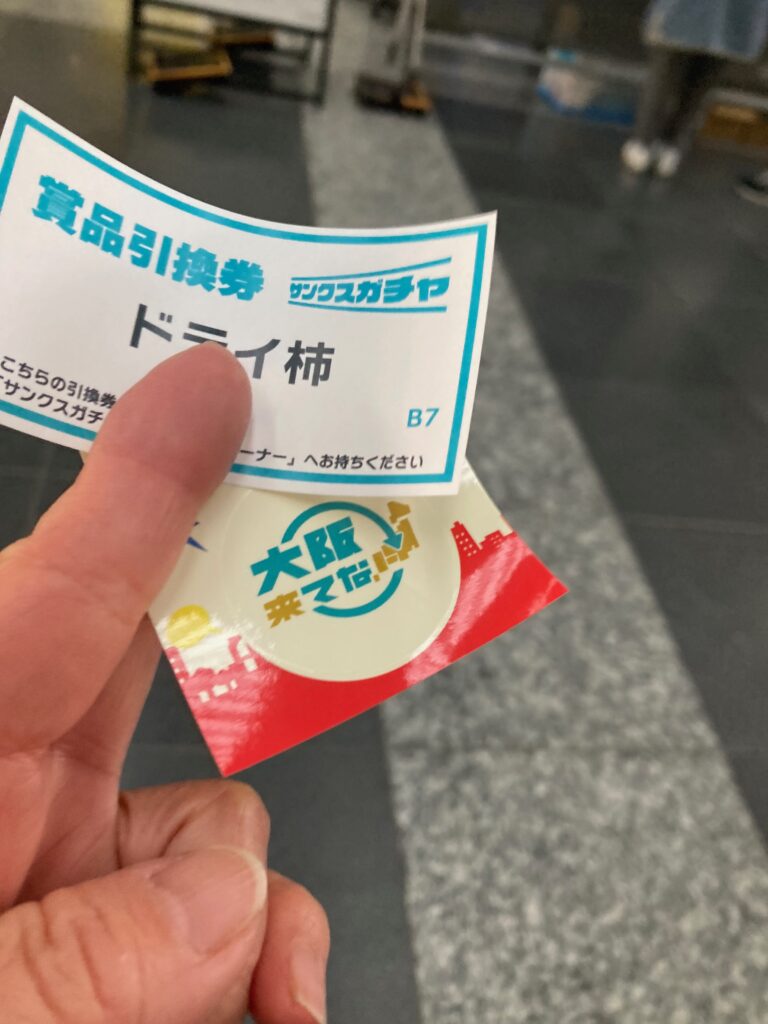 賞品引換券
サンクスガチャ
ドライ柿
こちらの引換券
サンクスガチ
B7
ーナー」へお持ちください
大阪
来てな